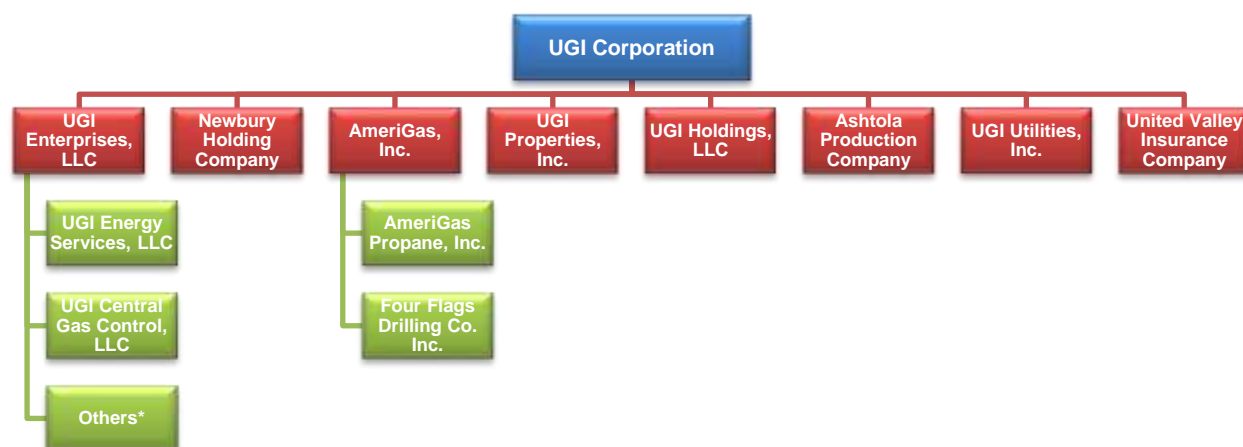 UGI Corporation
UGI
Enterprises,
LLC
Newbury
Holding
Company
AmeriGas,
Inc.
UGI
Properties,
Inc.
UGI Holdings,
LLC
Ashtola
Production
Company
UGI Utilities,
Inc.
United Valley
Insurance
Company
UGI Energy
Services, LLC
UGI Central
Gas Control,
LLC
Others*
AmeriGas
Propane, Inc.
Four Flags
Drilling Co.
Inc.